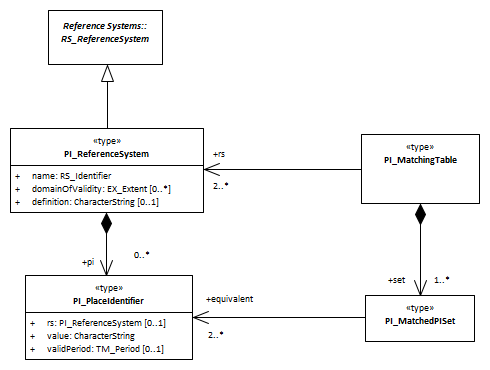 Reference Systems::
RS_ReferenceSystem
«type»
PI_ReferenceSystem
+ name: RS_Identifier
+ domainOfValidity: EX_Extent [0..*]
+ definition: CharacterString [0..1]
+rs
2..*
«type»
PI_MatchingTable
+pi
0..*
+set
1..*
«type»
PI_PlaceIdentifier
+ rs: PI_ReferenceSystem [0..1]
+ value: CharacterString
+ validPeriod: TM_Period [0..1]
+equivalent
2..*
«type»
PI_MatchedPISet